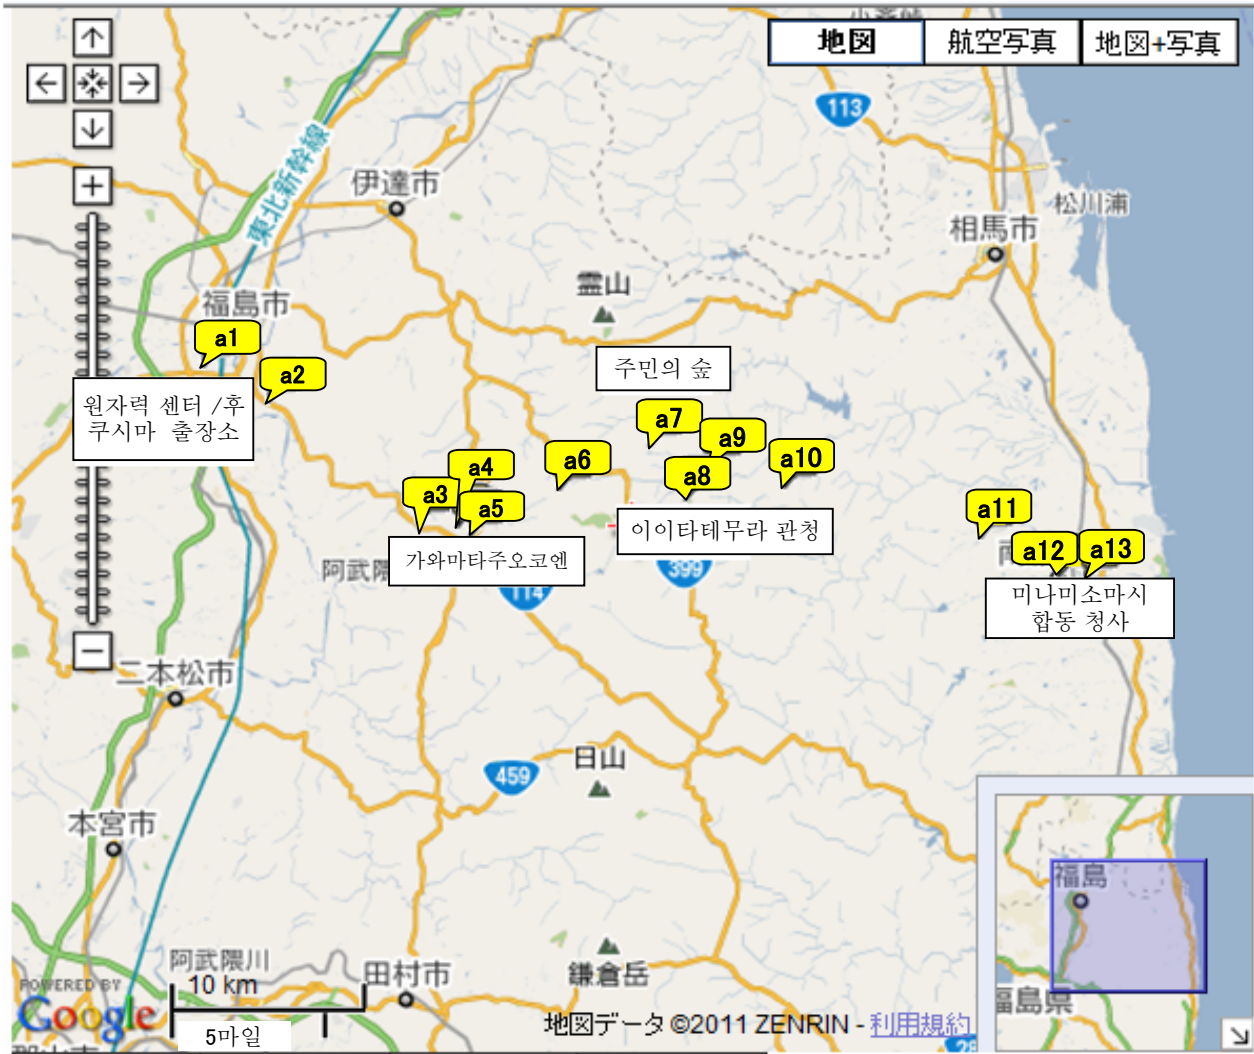 地図
航空写真
地図+写真
113
東北新幹線
伊達市
松川浦
相馬市
霊山
福島市
a1
a2
주민의 숲
원자력 센터 /후
쿠시마 출장소
a7
a9
a4
a6
a10
a8
a3
a5
a11
이이타테무라 관청
a12
a13
가와마타주오코엔
399
114
미나미소마시
합동 청사
二本松市
日山
459
本宮市
福島
阿武隈川
田村市
鎌倉岳
福島県
POWERED BY
Google
10 km
5마일
地図データ ©2011 ZENRIN - 利用規約